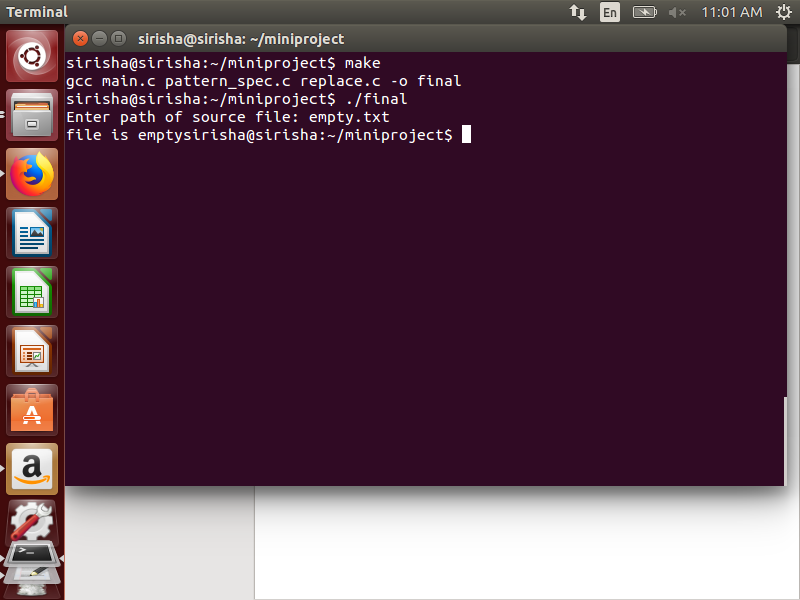 Terminal
En
11:01 AM
sirisha@sirisha: ~/miniproject
sirisha@sirisha:~/miniproject$ make
gcc main.c pattern_spec.c replace.c -o final
sirisha@sirisha:~/miniproject$ ./final
Enter path of source file: empty.txt
file is emptysirisha@sirisha:~/miniproject$